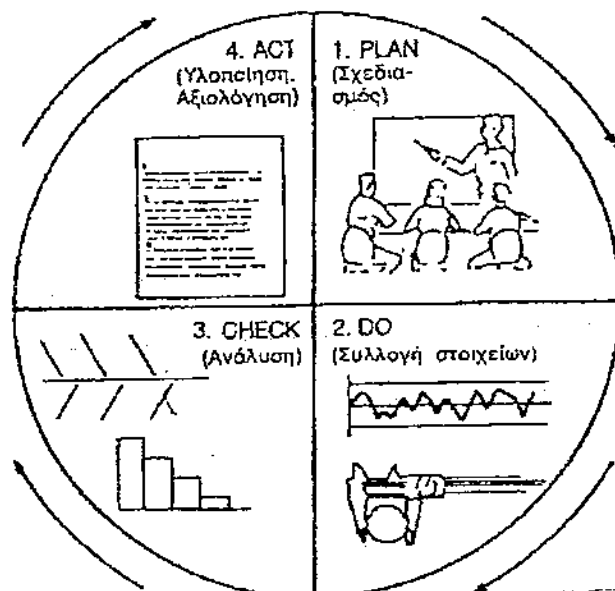 4. ACT
(Υλοποίηση.
Αξιολόγηση)
1. PLAN
(Σχεδια-
σμός)
3. CHECK
(Ανάλυση)
2. DO
(Συλλογή στοιχείων)